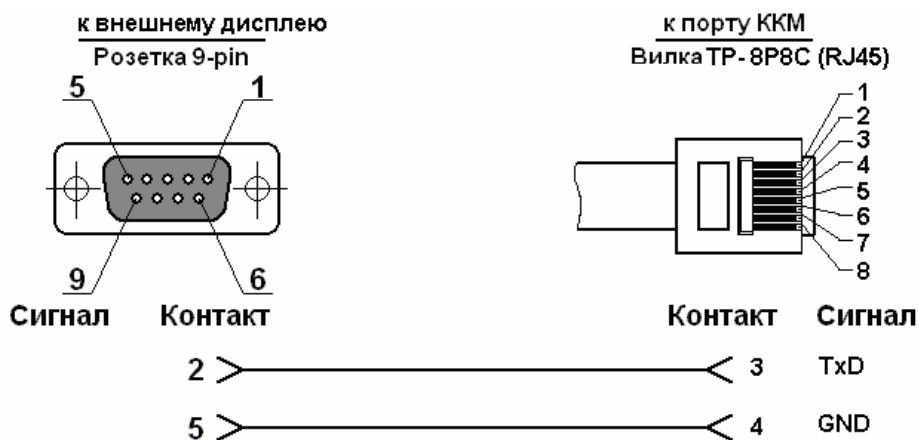 к внешнему дисплею
Розетка 9-pin
5 1
9 6
к порту ККМ
Вилка TP-8P8C (RJ45)
1
2
3
4
5
6
7
8
Сигнал Контакт Контакт Сигнал
2 3 TxD
5 4 GND